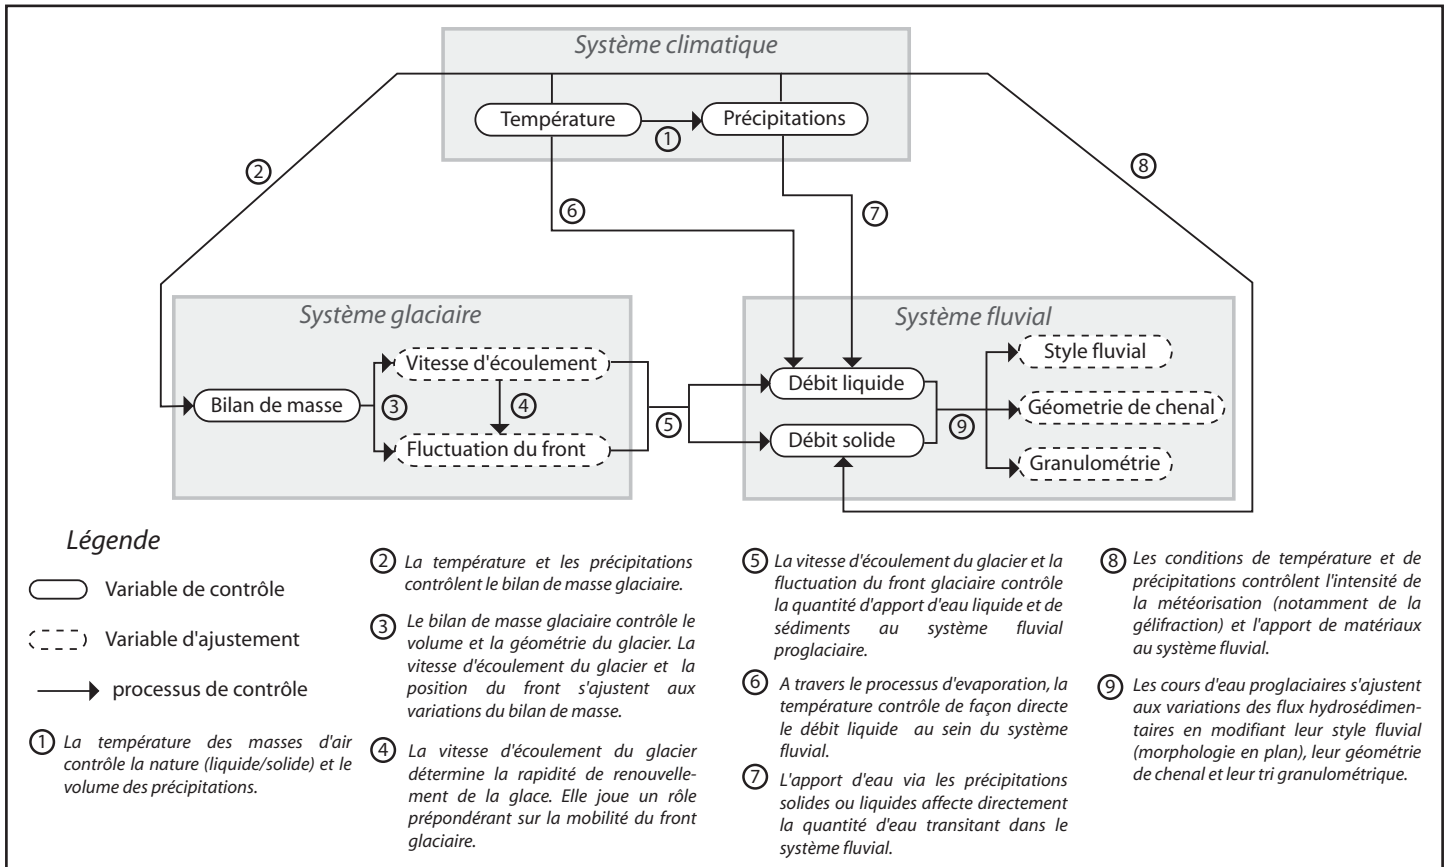 Système climatique
Température
Précipitations
①
②
⑧
⑥
⑦
Système glaciaire
Vitesse d'écoulement
Bilan de masse
③
④
Fluctuation du front
⑤
Système fluvial
Style fluvial
Débit liquide
Géometrie de chenal
Débit solide
⑨
Granulométrie
Légende
Variable de contrôle
Variable d'ajustement
processus de contrôle
① La température des masses d'air
contrôle la nature (liquide/solide) et le
volume des précipitations.
② La température et les précipitations
contrôlent le bilan de masse glaciaire.
③ Le bilan de masse glaciaire contrôle le
volume et la géométrie du glacier. La
vitesse d'écoulement du glacier et la
position du front s'ajustent aux
variations du bilan de masse.
④ La vitesse d'écoulement du glacier
détermine la rapidité de renouvelle-
ment de la glace. Elle joue un rôle
prépondérant sur la mobilité du front
glaciaire.
⑤ La vitesse d'écoulement du glacier et la
fluctuation du front glaciaire contrôle
la quantité d'apport d'eau liquide et de
sédiments au système fluvial
proglaciaire.
⑥ A travers le processus d'evaporation, la
température contrôle de façon directe
le débit liquide au sein du système
fluvial.
⑦ L'apport d'eau via les précipitations
solides ou liquides affecte directement
la quantité d'eau transitant dans le
système fluvial.
⑧ Les conditions de température et de
précipitations contrôlent l'intensité de
la météorisation (notamment de la
gélifraction) et l'apport de matériaux
au système fluvial.
⑨ Les cours d'eau proglaciaires s'ajustent
aux variations des flux hydrosédimen-
taires en modifiant leur style fluvial
(morphologie en plan), leur géométrie
de chenal et leur tri granulométrique.